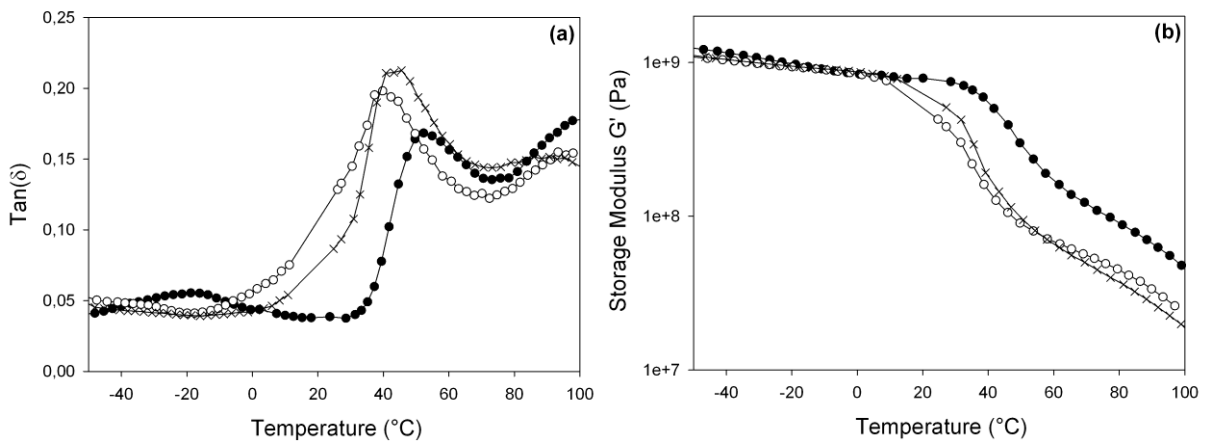 (a)
Tan(δ)
0,25
0,20
0,15
0,10
0,05
0,00
-40 -20 0 20 40 60 80 100
Temperature (°C)
(b)
Storage Modulus G' (Pa)
1e+9
1e+8
1e+7
-40 -20 0 20 40 60 80 100
Temperature (°C)